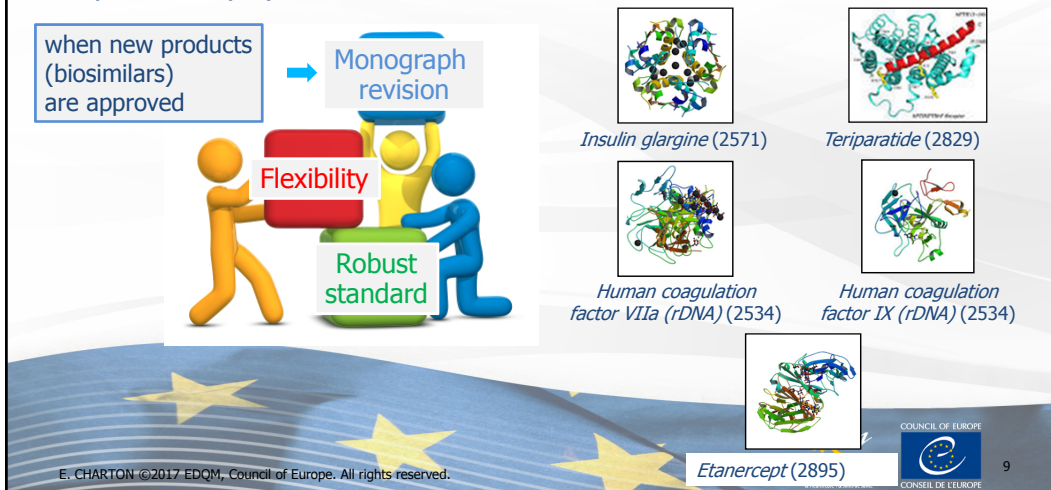 when new products
(biosimilars)
are approved
Monograph
revision
Flexibility
Robust
standard
Insulin glargine (2571)
Teriparatide (2829)
Human coagulation
factor VIIa (rDNA) (2534)
Human coagulation
factor IX (rDNA) (2534)
Etanercept (2895)
E. CHARTON ©2017 EDQM, Council of Europe. All rights reserved.
COUNCIL OF EUROPE
CONSEIL DE L'EUROPE
9